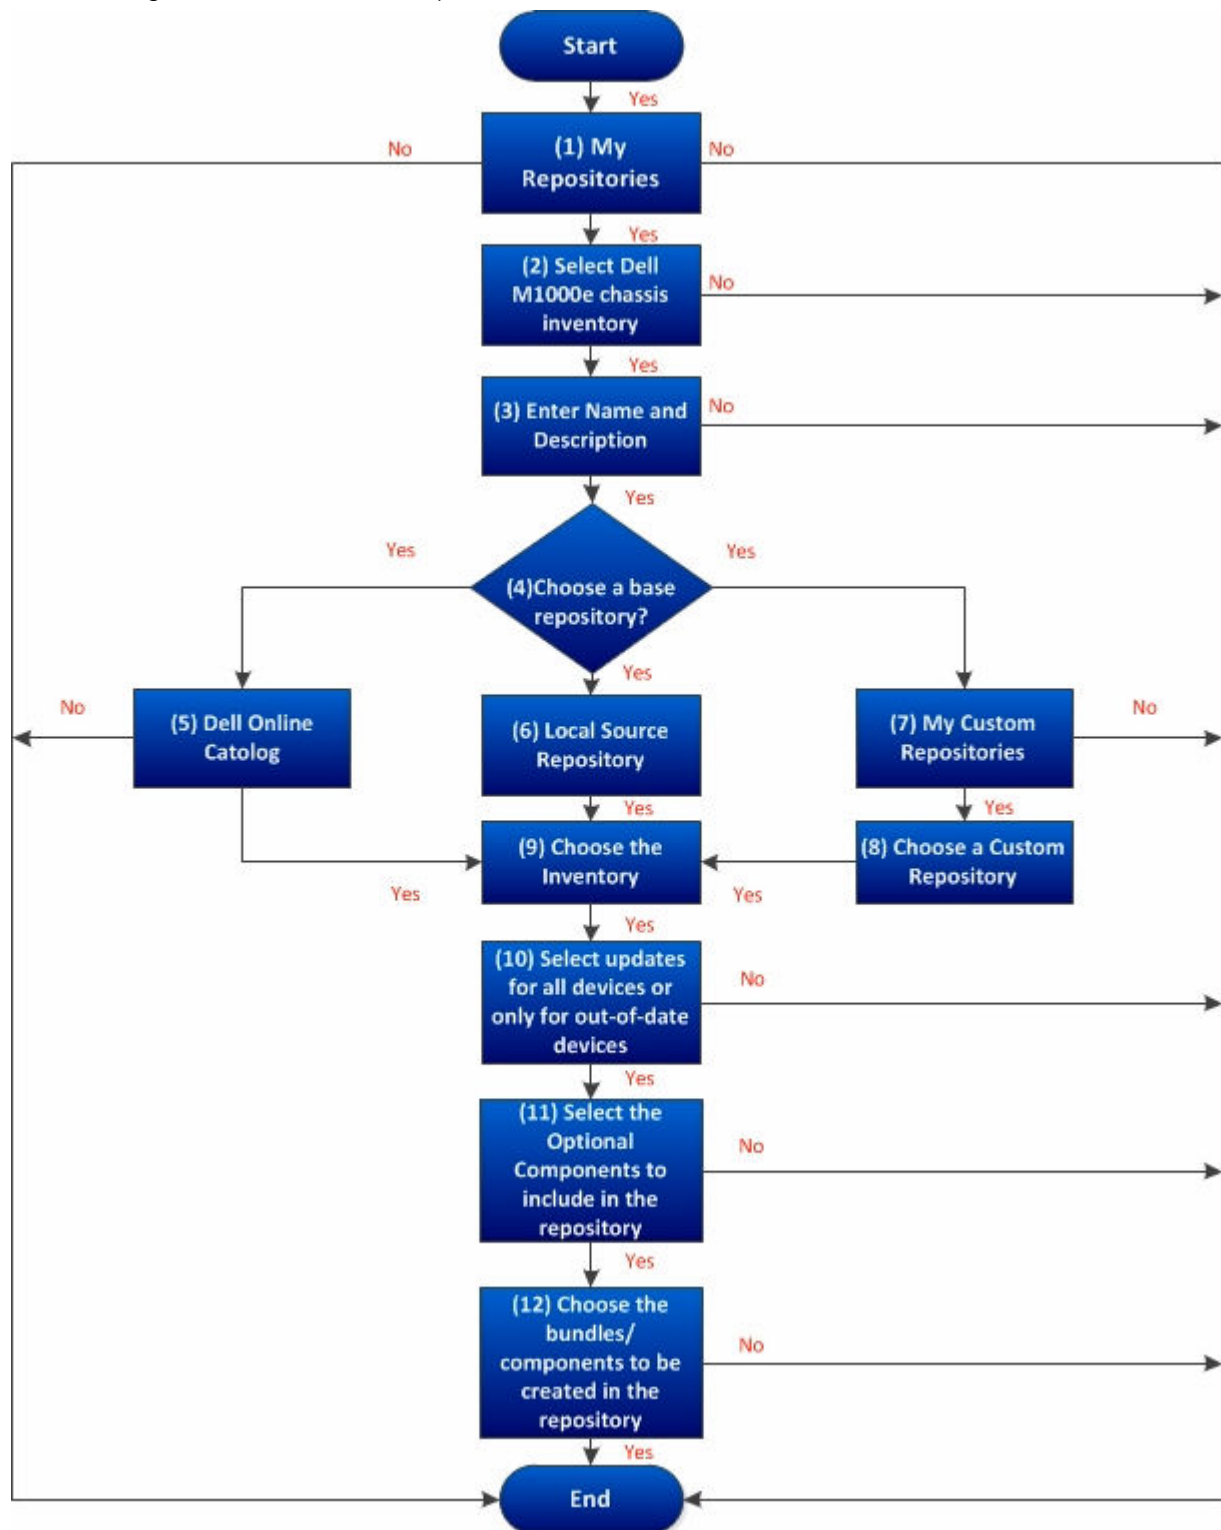 Start
Yes
No
(1) My
Repositories
No
Yes
(2) Select Dell
M1000e chassis
inventory
No
Yes
(3) Enter Name and
Description
No
Yes
Yes
(4)Choose a base
repository?
Yes
Yes
No
(5) Dell Online
Catolog
(6) Local Source
Repository
(7) My Custom
Repositories
No
Yes
Yes
(9) Choose the
Inventory
(8) Choose a Custom
Repository
Yes
Yes
Yes
(10) Select updates
for all devices or
only for out-of-date
devices
No
Yes
(11) Select the
Optional
Components to
include in the
repository
No
Yes
(12) Choose the
bundles/
components to be
created in the
repository
No
Yes
End